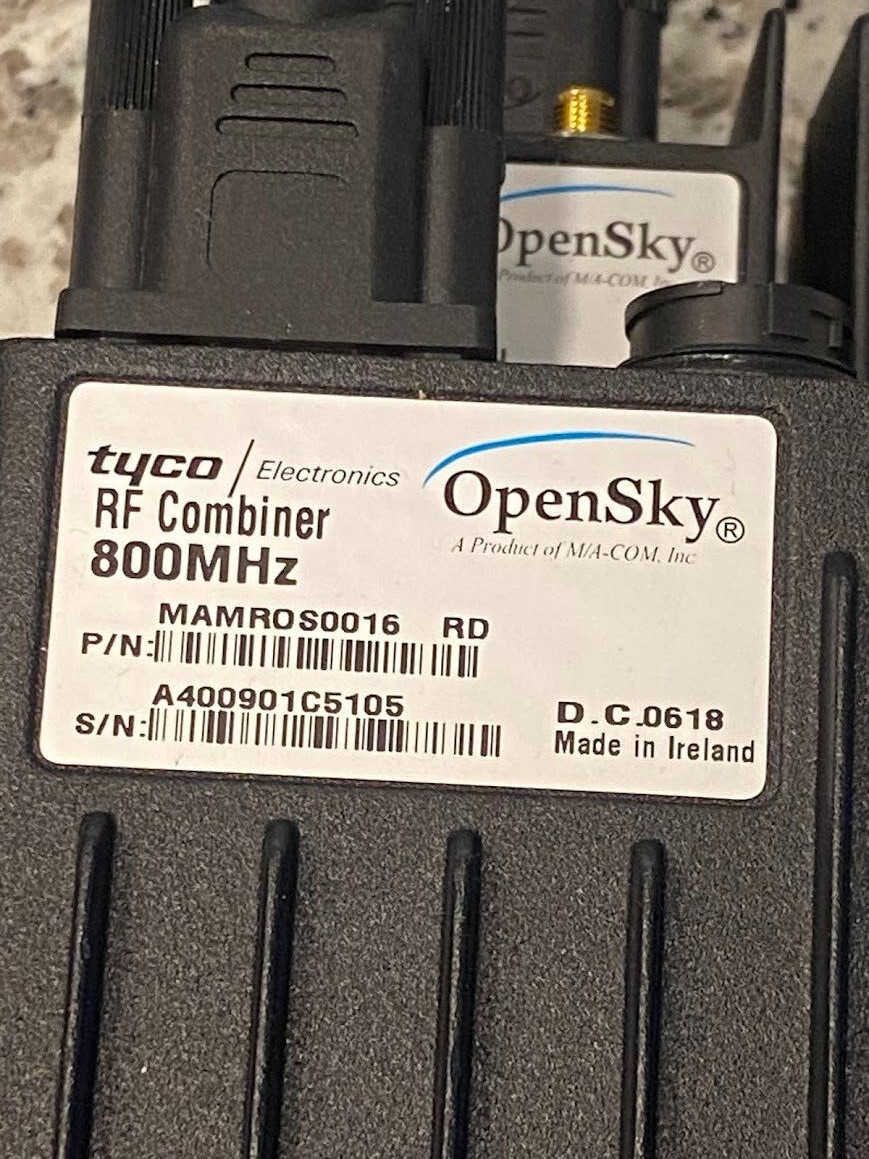 OpenSky®
Product of M/A-COM, Inc
tyco / Electronics
OpenSky®
A Product of M/A-COM, Inc
RF Combiner
800MHz
MAMROS0016 RD
P/N:
A400901C5105
S/N:
D.C.0618
Made in Ireland